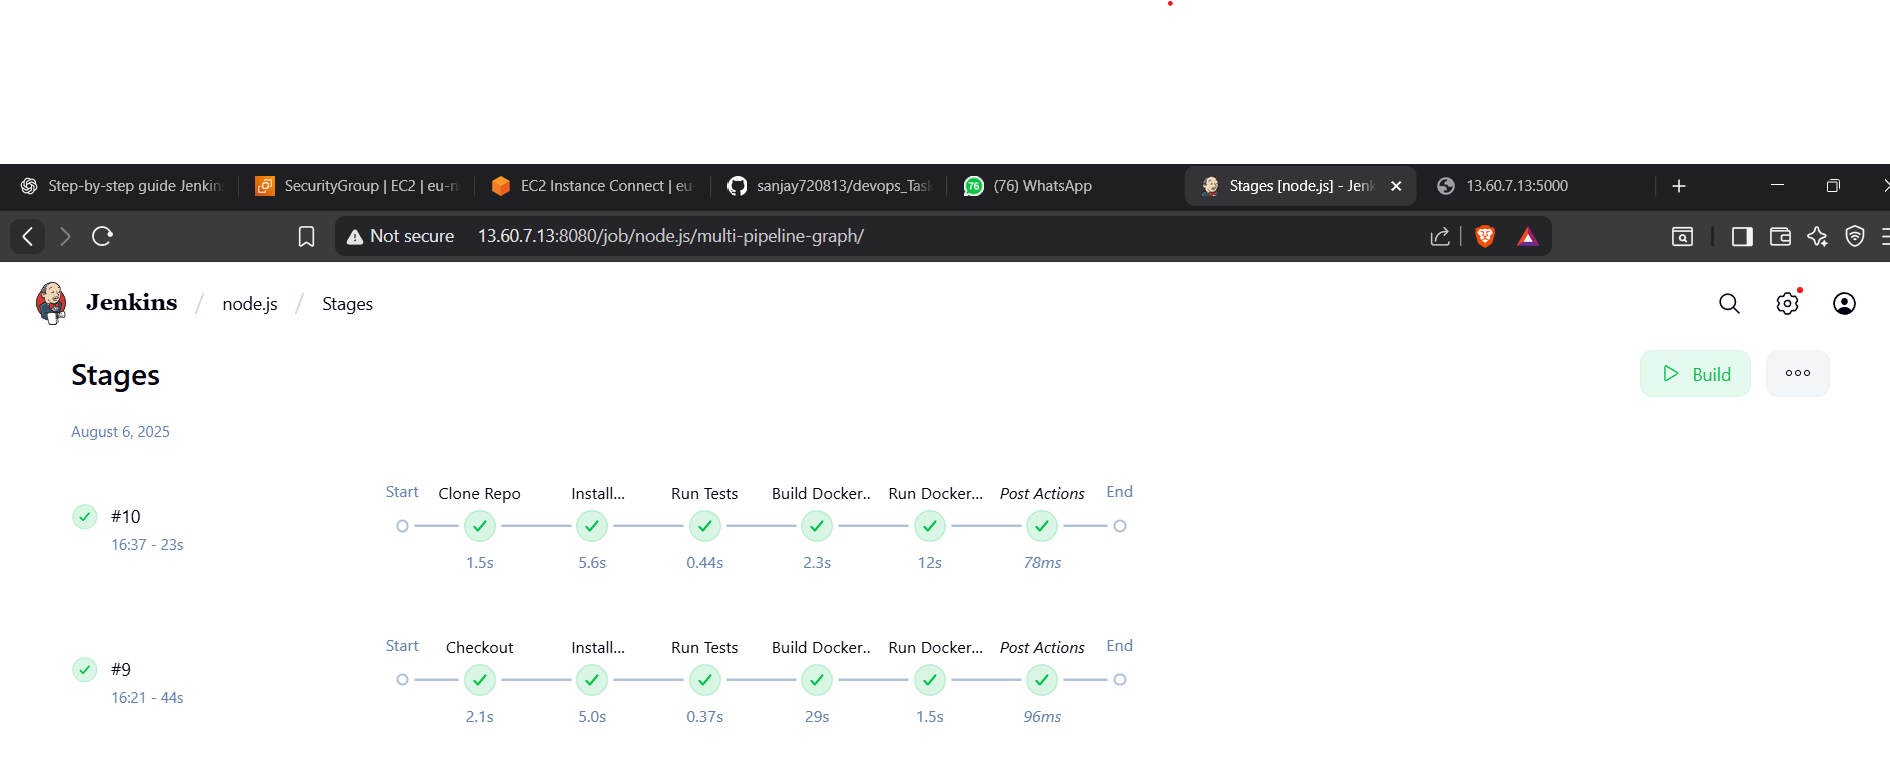 Step-by-step guide Jenkin
SecurityGroup | EC2 | eu-n
EC2 Instance Connect | eu-
sanjay720813/devops_Task
76
(76) WhatsApp
Stages [node.js] - Jenk
13.60.7.13:5000
Not secure 13.60.7.13:8080/job/node.js/multi-pipeline-graph/
Jenkins / node.js / Stages
Stages
Build
August 6, 2025
Start Clone Repo Install... Run Tests Build Docker.. Run Docker... Post Actions End
#10
16:37 - 23s
1.5s 5.6s 0.44s 2.3s 12s 78ms
Start Checkout Install... Run Tests Build Docker.. Run Docker... Post Actions End
#9
16:21 - 44s
2.1s 5.0s 0.37s 29s 1.5s 96ms